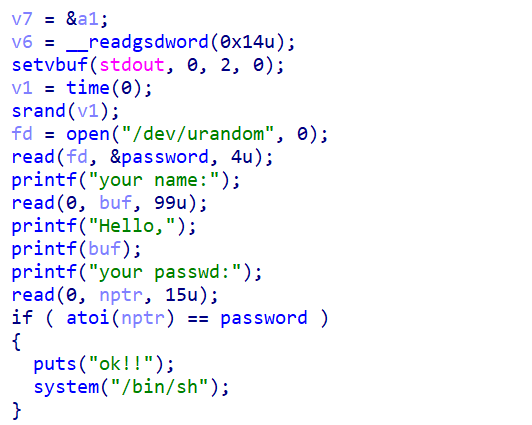 v7 = &a1;
v6 = __readgsdword(0x14u);
setvbuf(stdout, 0, 2, 0);
v1 = time(0);
srand(v1);
fd = open("/dev/urandom", 0);
read(fd, &password, 4u);
printf("your name:");
read(0, buf, 99u);
printf("Hello,");
printf(buf);
printf("your passwd:");
read(0, nptr, 15u);
if ( atoi(nptr) == password )
{
  puts("ok!!");
  system("/bin/sh");
}